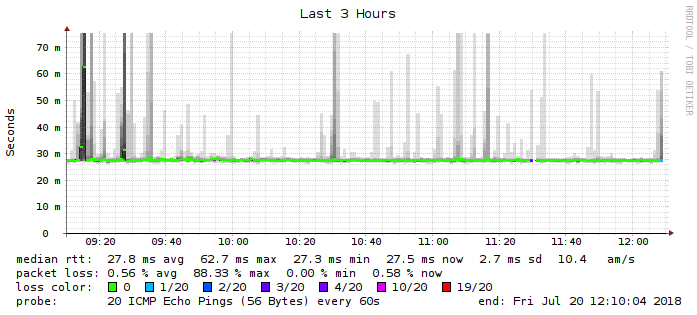 Last 3 Hours
RRDTOOL / TOBI OETIKER
Seconds
70 m
60 m
50 m
40 m
30 m
20 m
10 m
0
09:20 09:40 10:00 10:20 10:40 11:00 11:20 11:40 12:00
median rtt: 27.8 ms avg 62.7 ms max 27.3 ms min 27.5 ms now 2.7 ms sd 10.4 am/s
packet loss: 0.56 % avg 88.33 % max 0.00 % min 0.58 % now
loss color: 0 1/20 2/20 3/20 4/20 10/20 19/20
probe: 20 ICMP Echo Pings (56 Bytes) every 60s end: Fri Jul 20 12:10:04 2018